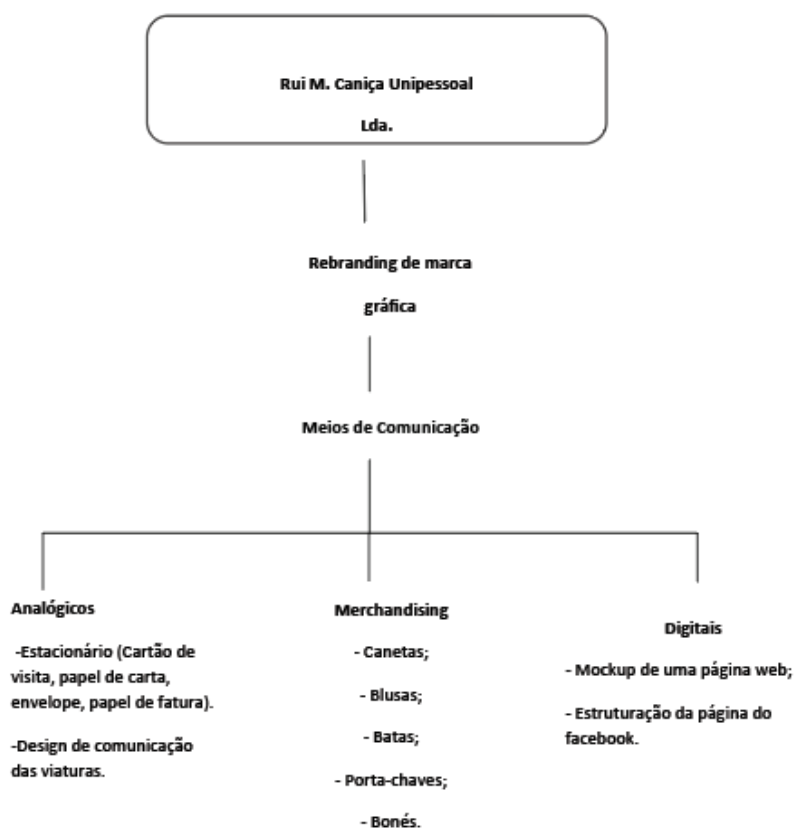 Rui M. Caniça Unipessoal
Lda.
Rebranding de marca
gráfica
Meios de Comunicação
Analógicos
-Estacionário (Cartão de
visita, papel de carta,
envelope, papel de fatura).
-Design de comunicação
das viaturas.
Merchandising
- Canetas;
- Blusas;
- Batas;
- Porta-chaves;
- Bonés.
Digitais
- Mockup de uma página web;
- Estruturação da página do
facebook.